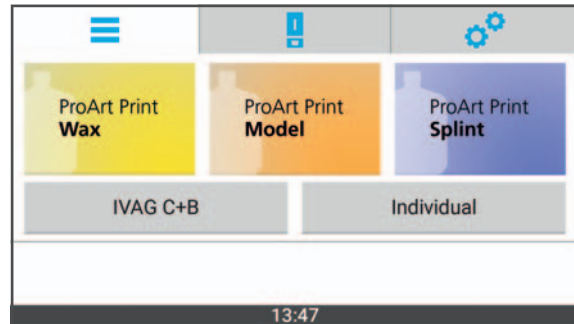 ProArt Print
Wax
ProArt Print
Model
ProArt Print
Splint
IVAG C+B
Individual
13:47